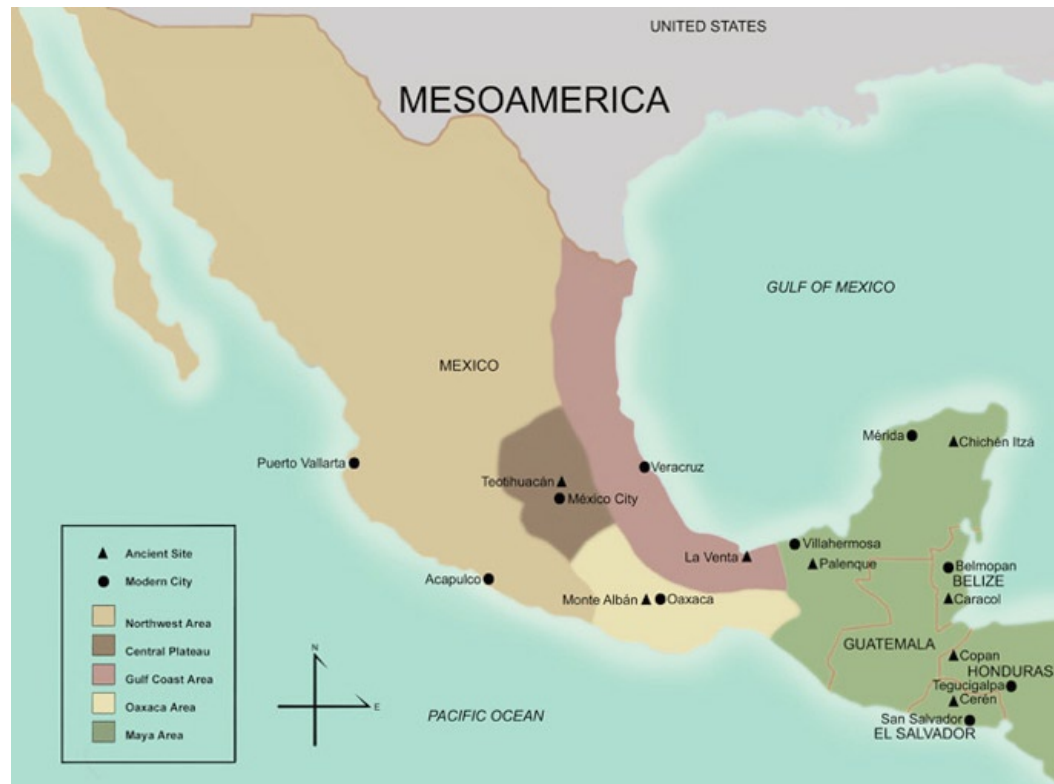 UNITED STATES
MESOAMERICA
GULF OF MEXICO
MEXICO
Mérida
Chichén Itzá
Puerto Vallarta
Veracruz
Teotihuacán
México City
Villahermosa
La Venta
Palenque
Belmopan
BELIZE
Acapulco
Monte Albán
Oaxaca
Caracol
GUATEMALA
Copan
HONDURAS
Tegucigalpa
Cerén
San Salvador
EL SALVADOR
PACIFIC OCEAN
N
E
Ancient Site
Modern City
Northwest Area
Central Plateau
Gulf Coast Area
Oaxaca Area
Maya Area